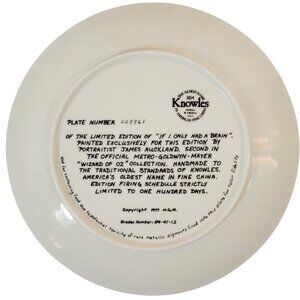 Knowles
PLATE NUMBER
OF THE LIMITED EDITION OF "IF I ONLY HAD A BRAIN".
PAINTED EXCLUSIVELY FOR THIS EDITION BY
PORTRAITIST JAMES AUCKLAND, SECOND IN
THE OFFICIAL METRO-GOLDWYN-MAYER
"WIZARD OF OZ" COLLECTION. HANDMADE TO
THE TRADITIONAL STANDARDS OF KNOWLES,
AMERICA'S OLDEST NAME IN FINE CHINA.
EDITION FIRING SCHEDULE STRICTLY
LIMITED TO ONE HUNDRED DAYS.
Copyright 1977 M.G.M.
Bradex Number: 84-K1-1.2